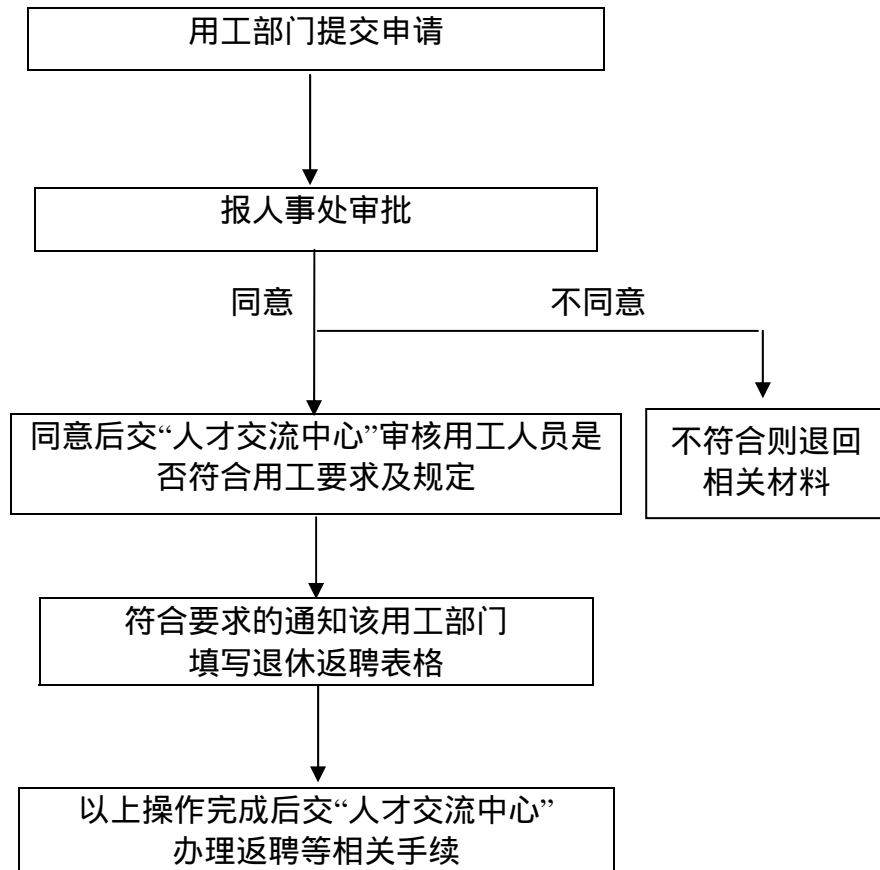 用工部门提交申请
报人事处审批
同意
不同意
同意后交“人才交流中心”审核用工人员是
否符合用工要求及规定
不符合则退回
相关材料
符合要求的通知该用工部门
填写退休返聘表格
以上操作完成后交“人才交流中心”
办理返聘等相关手续